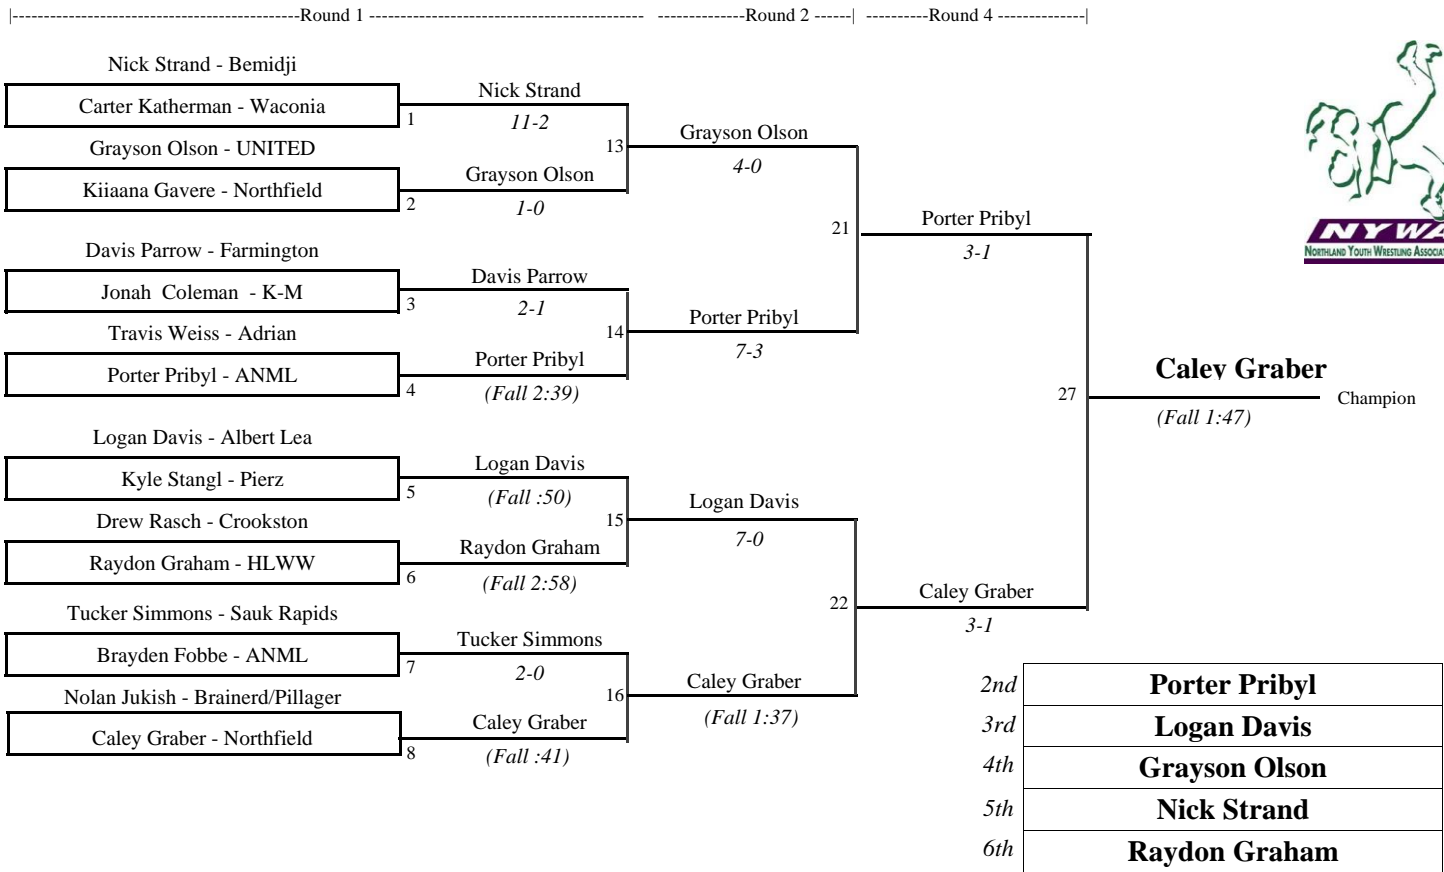 |--------------------------------------------Round 1 ------------------------------------------ --------------Round 2 ------| ----------Round 4 --------------|
Nick Strand - Bemidji
Carter Katherman - Waconia
1
Grayson Olson - UNITED
Kiiaana Gavere - Northfield
2
Davis Parrow - Farmington
Jonah Coleman - K-M
3
Travis Weiss - Adrian
Porter Pribyl - ANML
4
Logan Davis - Albert Lea
Kyle Stangl - Pierz
5
Drew Rasch - Crookston
Raydon Graham - HLWW
6
Tucker Simmons - Sauk Rapids
Brayden Fobbe - ANML
7
Nolan Jukish - Brainerd/Pillager
Caley Graber - Northfield
8
Nick Strand
11-2
13
Grayson Olson
1-0
Davis Parrow
2-1
14
Porter Pribyl
(Fall 2:39)
Logan Davis
(Fall :50)
15
Raydon Graham
(Fall 2:58)
Tucker Simmons
2-0
16
Caley Graber
(Fall :41)
Grayson Olson
4-0
21
Porter Pribyl
7-3
Logan Davis
7-0
22
Caley Graber
(Fall 1:37)
Porter Pribyl
3-1
27
Caley Graber
3-1
Caley Graber
(Fall 1:47)
Champion
NYWA
NORTHLAND YOUTH WRESTLING
2nd Porter Pribyl
3rd Logan Davis
4th Grayson Olson
5th Nick Strand
6th Raydon Graham